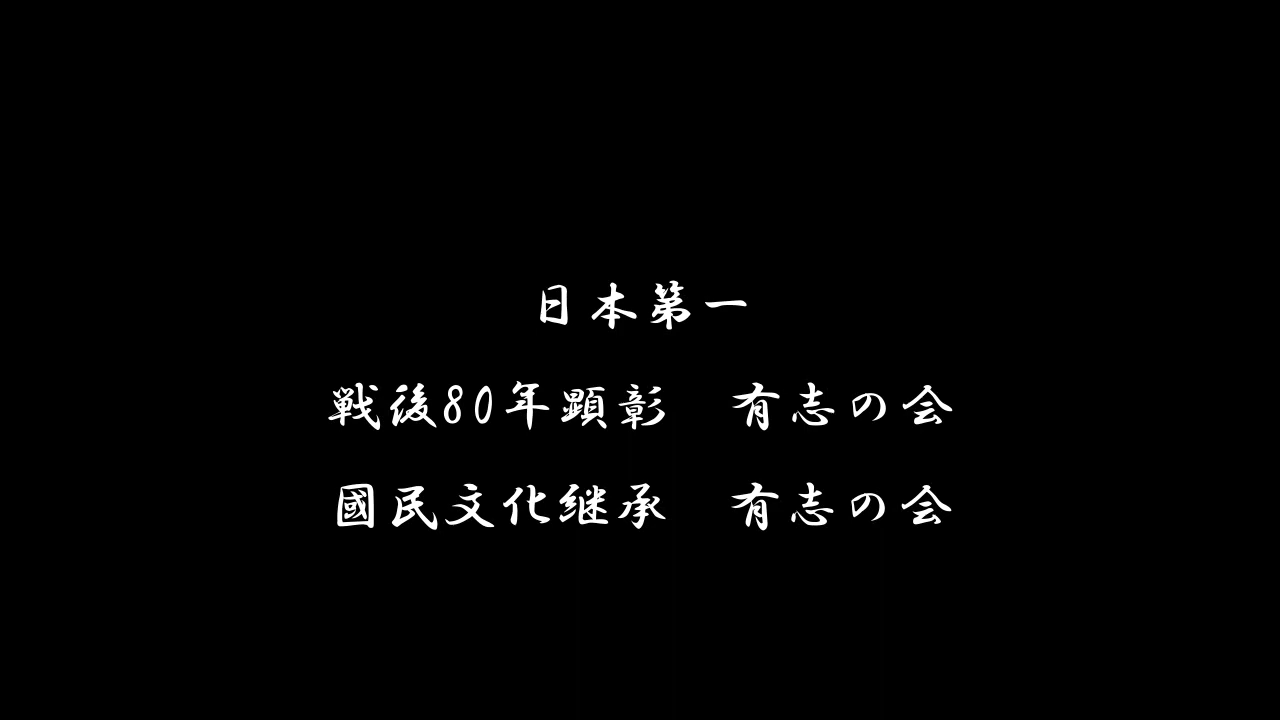 日本第一
戦後80年顕彰　有志の会
國民文化継承　有志の会